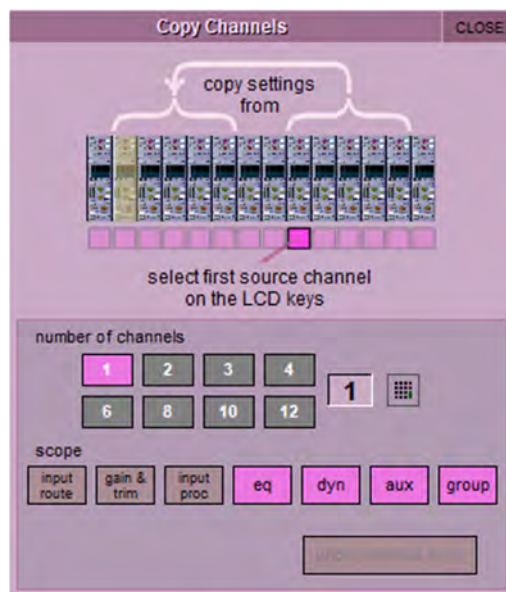 Copy Channels CLOSE
copy settings
from
select first source channel
on the LCD keys
number of channels
1 2 3 4
1
6 8 10 12
scope
input
route
gain &
trim
input
proc
eq dyn aux group